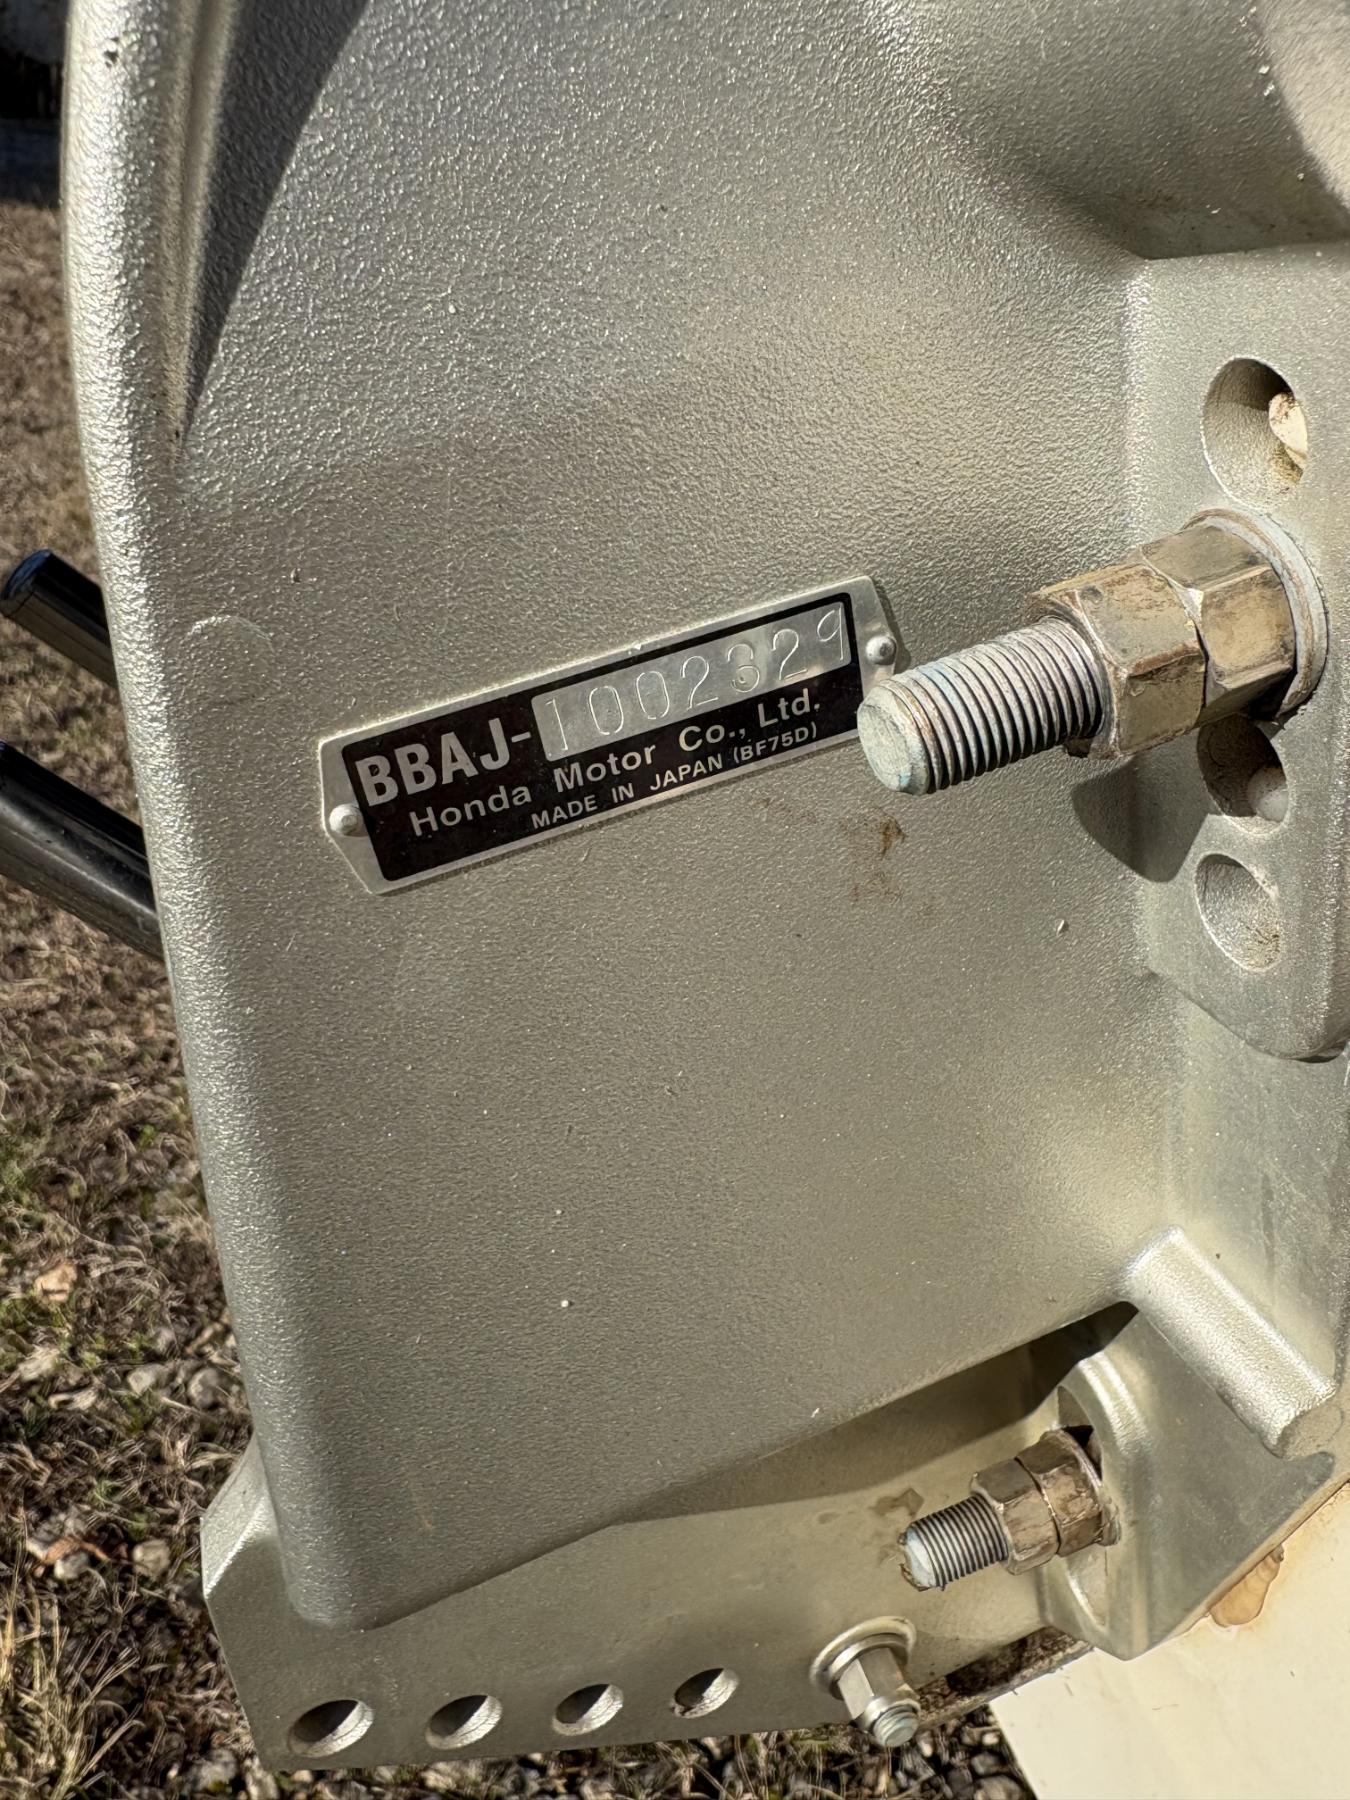 BBAJ-1002329
Honda Motor Co., Ltd.
MADE IN JAPAN (BF75D)